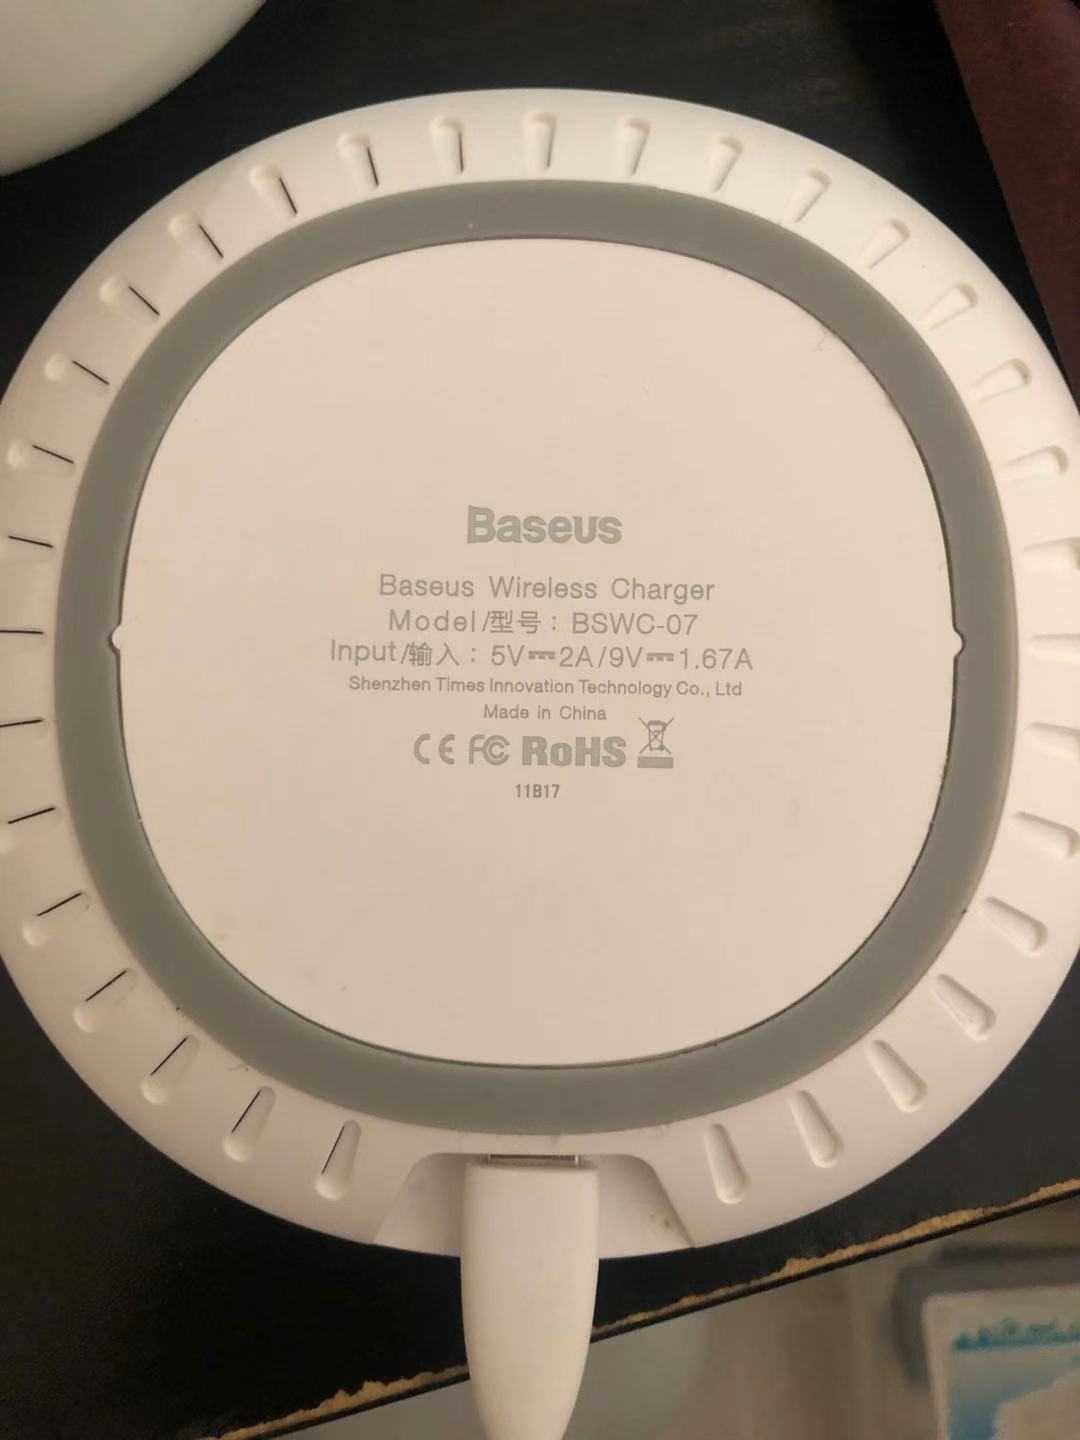 Baseus
Baseus Wireless Charger
Model/型号：BSWC-07
Input/输入：5V⎓2A/9V⎓1.67A
Shenzhen Times Innovation Technology Co., Ltd
Made in China
CE FC RoHS
11B17